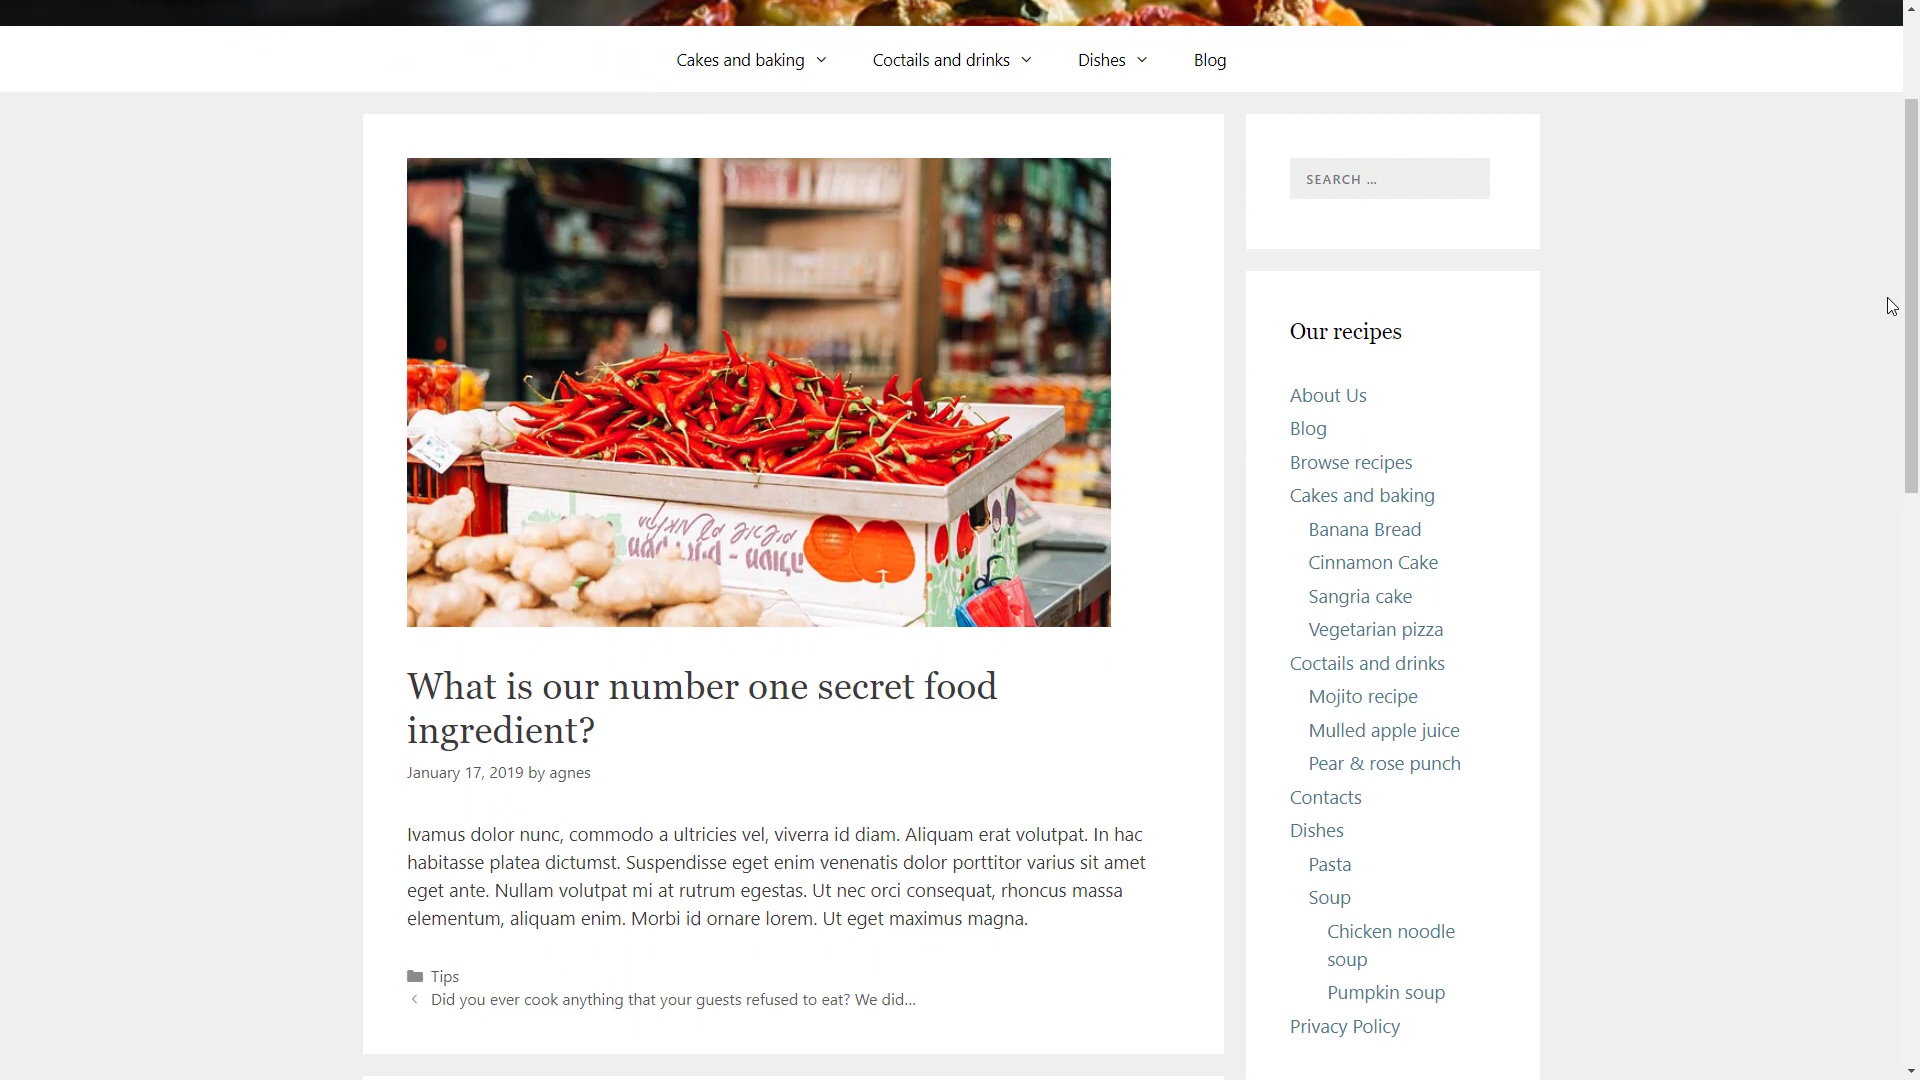 Cakes and baking
Coctails and drinks
Dishes
Blog
SEARCH …
What is our number one secret food
ingredient?
January 17, 2019 by agnes
Ivamus dolor nunc, commodo a ultricies vel, viverra id diam. Aliquam erat volutpat. In hac
habitasse platea dictumst. Suspendisse eget enim venenatis dolor porttitor varius sit amet
eget ante. Nullam volutpat mi at rutrum egestas. Ut nec orci consequat, rhoncus massa
elementum, aliquam enim. Morbi id ornare lorem. Ut eget maximus magna.
Tips
Did you ever cook anything that your guests refused to eat? We did…
Our recipes
About Us
Blog
Browse recipes
Cakes and baking
Banana Bread
Cinnamon Cake
Sangria cake
Vegetarian pizza
Coctails and drinks
Mojito recipe
Mulled apple juice
Pear & rose punch
Contacts
Dishes
Pasta
Soup
Chicken noodle
soup
Pumpkin soup
Privacy Policy